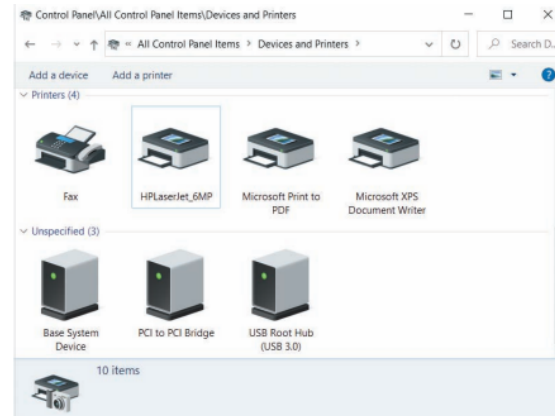 Control Panel\All Control Panel Items\Devices and Printers
All Control Panel Items > Devices and Printers >
Search D..
Add a device Add a printer
Printers (4)
Fax
HPLaserJet_6MP
Microsoft Print to
PDF
Microsoft XPS
Document Writer
Unspecified (3)
Base System
Device
PCI to PCI Bridge
USB Root Hub
(USB 3.0)
10 items